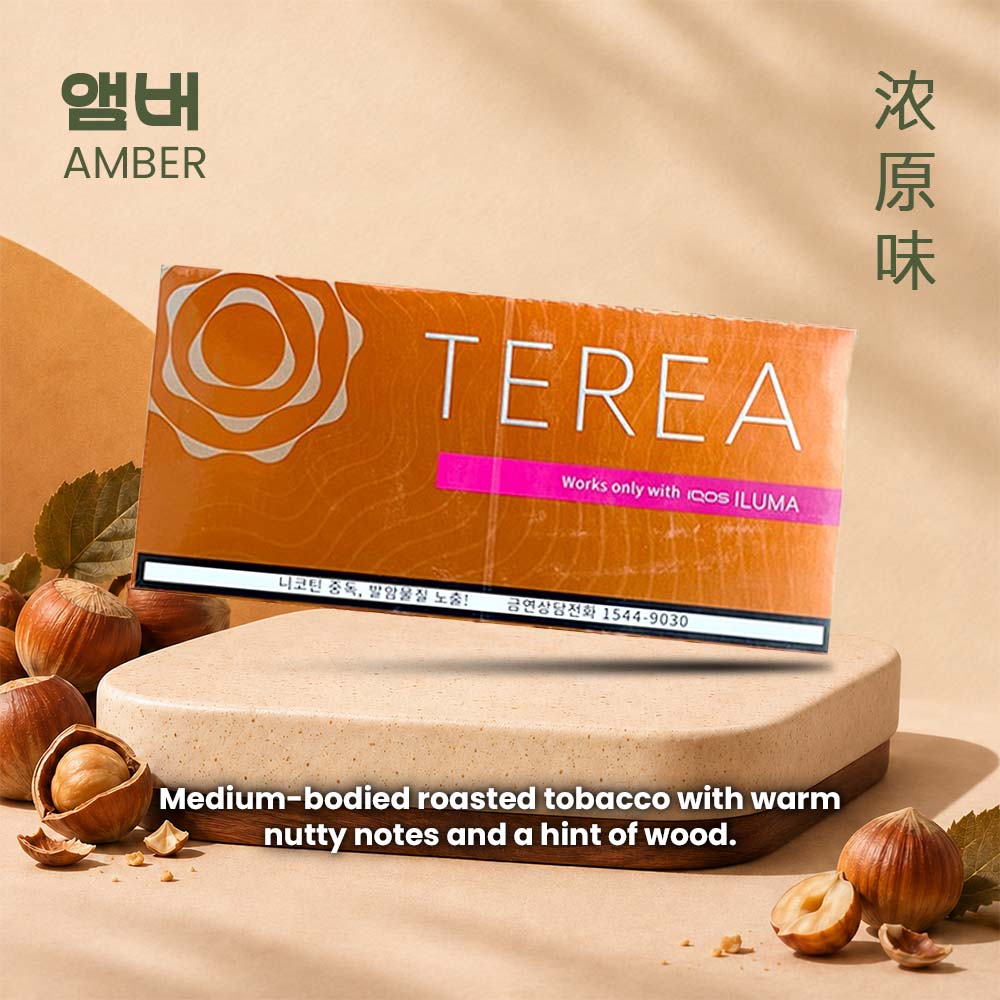 앰버
AMBER
浓
原
味
TEREA
Works only with IQOS ILUMA
니코틴 중독, 발암물질 노출! 금연상담전화 1544-9030
Medium-bodied roasted tobacco with warm
nutty notes and a hint of wood.